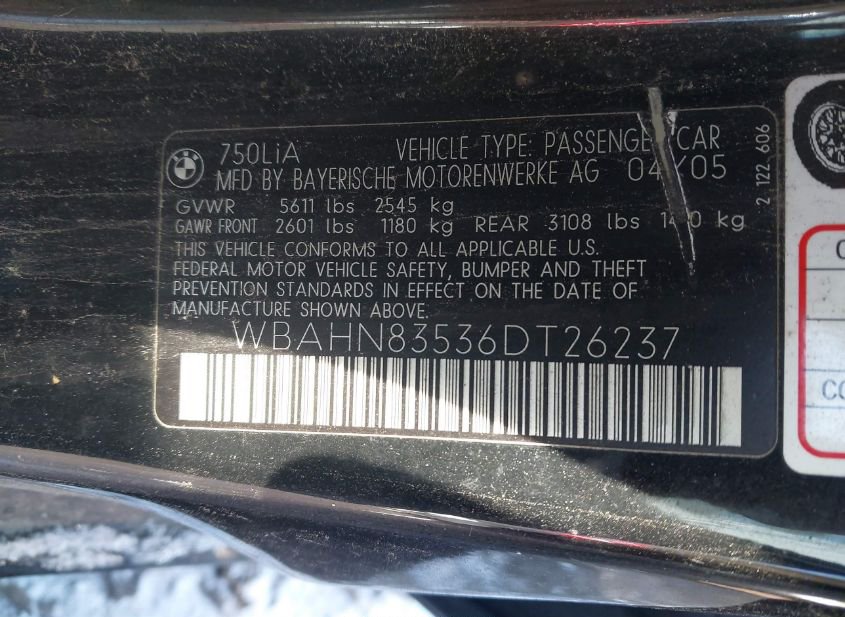 BMW
750LiA VEHICLE TYPE: PASSENGER CAR
MFD BY BAYERISCHE MOTORENWERKE AG 04/05
GVWR 5611 lbs 2545 kg
GAWR FRONT 2601 lbs 1180 kg REAR 3108 lbs kg
THIS VEHICLE CONFORMS TO ALL APPLICABLE U.S.
FEDERAL MOTOR VEHICLE SAFETY, BUMPER AND THEFT
PREVENTION STANDARDS IN EFFECT ON THE DATE OF
MANUFACTURE SHOWN ABOVE.
WBAHN83536DT26237
2 122 606